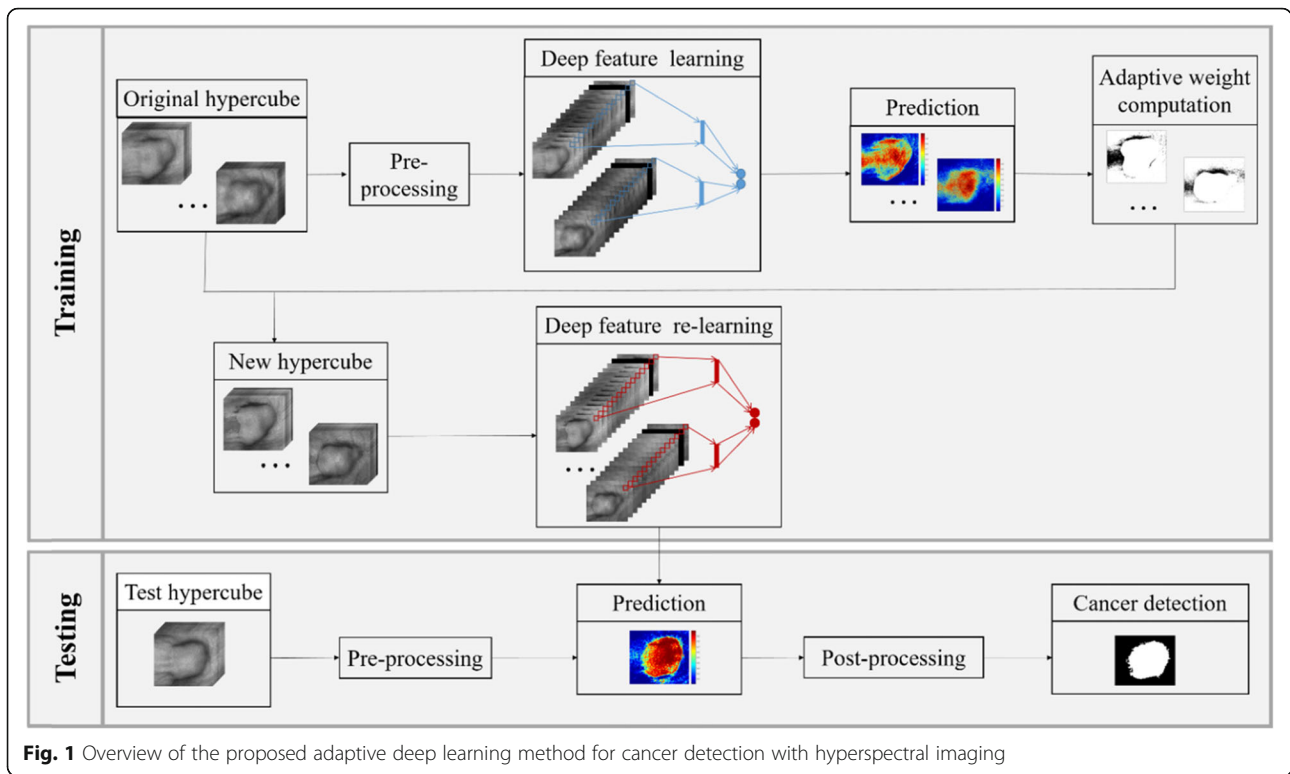 Training
Original hypercube
Pre-
processing
Deep feature learning
Prediction
Adaptive weight
computation
New hypercube
Deep feature re-learning
Testing
Test hypercube
Pre-processing
Prediction
Post-processing
Cancer detection
Fig. 1 Overview of the proposed adaptive deep learning method for cancer detection with hyperspectral imaging